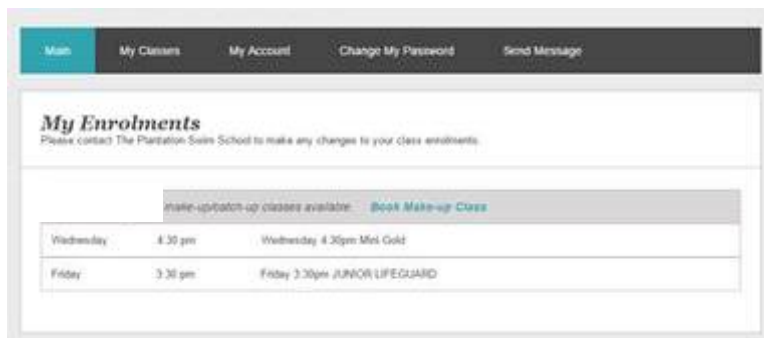 Main My Classes My Account Change My Password Send Message
My Enrolments
Please contact The Plantation Swim School to make any changes to your class enrolments.
make-up/catch-up classes available. Book Make-up Class
Wednesday 4:30 pm Wednesday 4.30pm Mini Gold
Friday 3:30 pm Friday 3:30pm JUNIOR LIFEGUARD